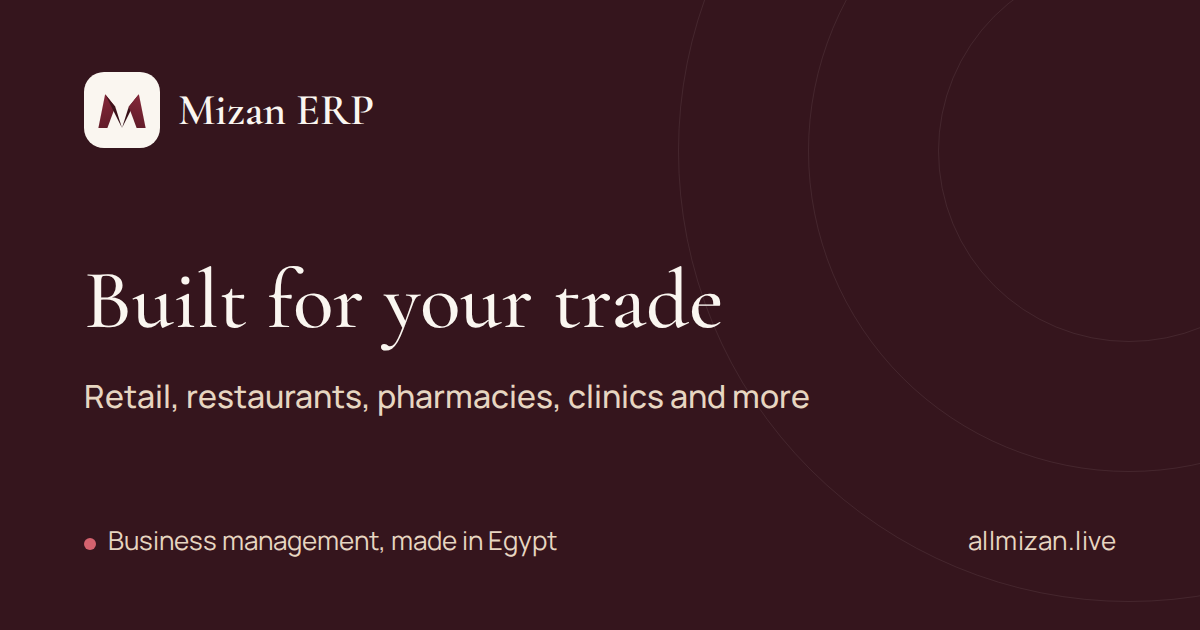 Mizan ERP
Built for your trade
Retail, restaurants, pharmacies, clinics and more
Business management, made in Egypt
allmizan.live